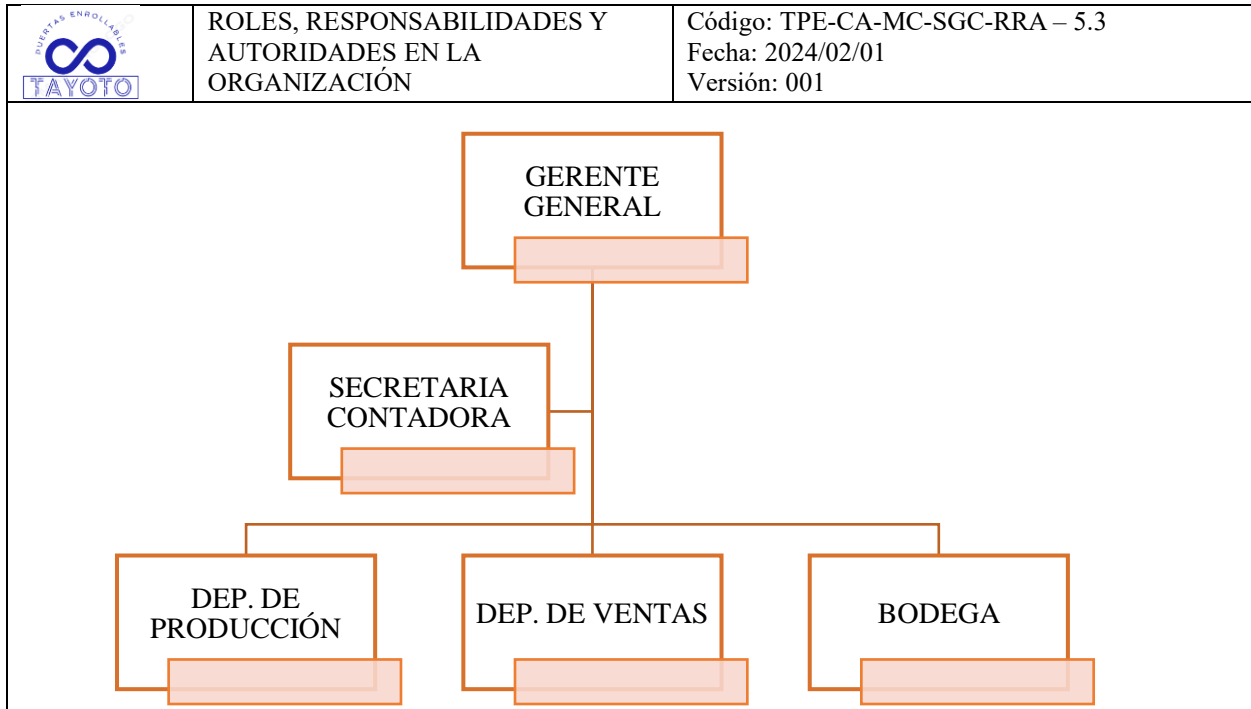 PUERTAS ENROLLABLES
TAYOTO
ROLES, RESPONSABILIDADES Y
AUTORIDADES EN LA
ORGANIZACIÓN
Código: TPE-CA-MC-SGC-RRA – 5.3
Fecha: 2024/02/01
Versión: 001
GERENTE
GENERAL
SECRETARIA
CONTADORA
DEP. DE
PRODUCCIÓN
DEP. DE VENTAS
BODEGA